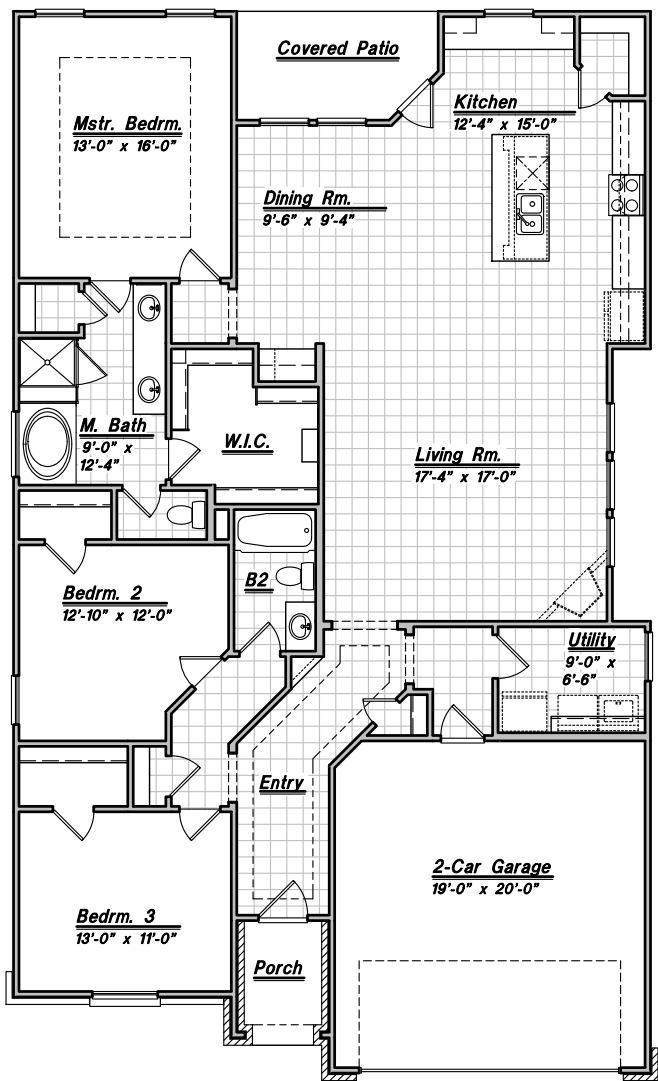 Covered Patio
Kitchen
12'-4" x 15'-0"
Mstr. Bedrm.
13'-0" x 16'-0"
Dining Rm.
9'-6" x 9'-4"
M. Bath
9'-0" x
12'-4"
W.I.C.
Living Rm.
17'-4" x 17'-0"
Bedrm. 2
12'-10" x 12'-0"
B2
Utility
9'-0" x
6'-6"
Entry
2-Car Garage
19'-0" x 20'-0"
Bedrm. 3
13'-0" x 11'-0"
Porch